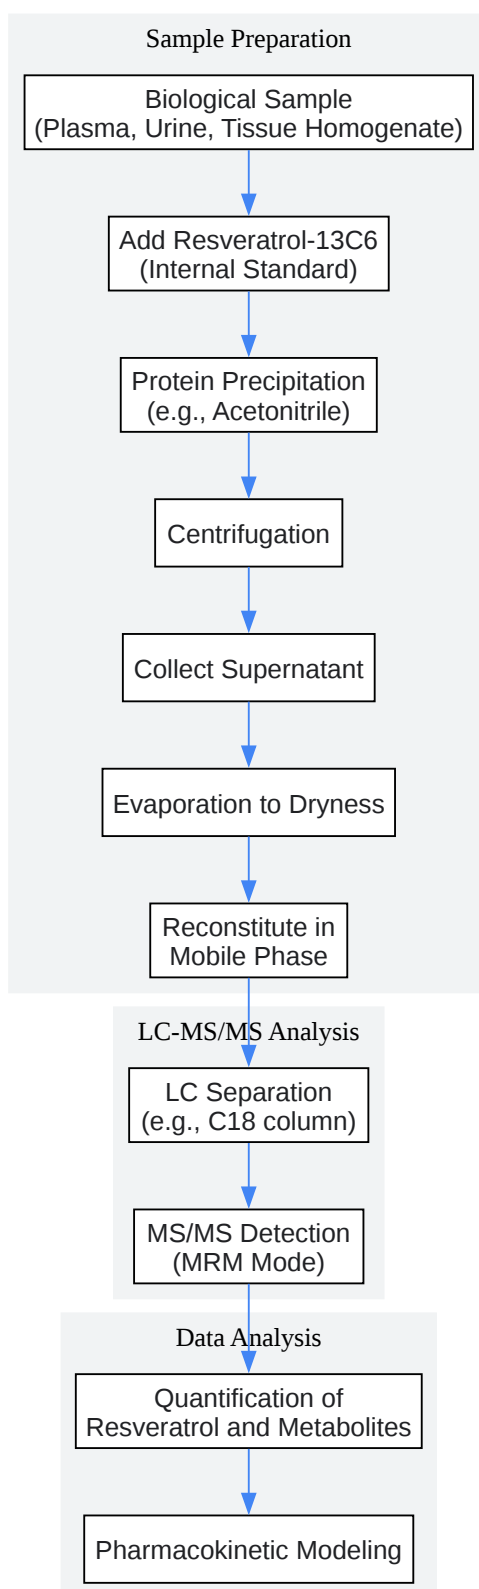 Sample Preparation
Biological Sample
(Plasma, Urine, Tissue Homogenate)
Add Resveratrol-13C6
(Internal Standard)
Protein Precipitation
(e.g., Acetonitrile)
Centrifugation
Collect Supernatant
Evaporation to Dryness
Reconstitute in
Mobile Phase
LC-MS/MS Analysis
LC Separation
(e.g., C18 column)
MS/MS Detection
(MRM Mode)
Data Analysis
Quantification of
Resveratrol and Metabolites
Pharmacokinetic Modeling